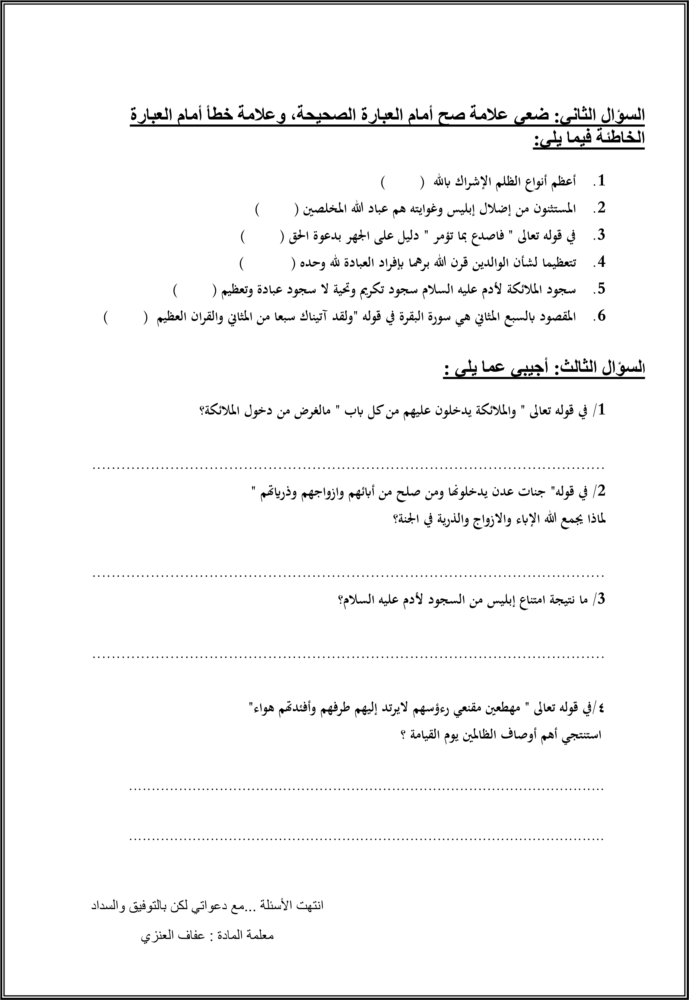 السؤال الثاني: ضعي علامة صح أمام العبارة الصحيحة، وعلامة خطأ أمام العبارة
الخاطئة فيما يلي:
1. أعظم أنواع الظلم الإشراك بالله ( )
2. المستثنون من إضلال إبليس وغوايته هم عباد الله المخلصين ( )
3. في قوله تعالى " فاصدع بما تؤمر " دليل على الجهر بدعوة الحق ( )
4. تتعظيما لشأن الوالدين قرن الله برهما بإفراد العبادة لله وحده ( )
5. سجود الملائكة لأدم عليه السلام سجود تكريم وتحية لا سجود عبادة وتعظيم ( )
6. المقصود بالسبع المثاني هي سورة البقرة في قوله "ولقد آتيناك سبعا من المثاني والقران العظيم ( )
السؤال الثالث: أجيبي عما يلي :
1/ في قوله تعالى " والملائكة يدخلون عليهم من كل باب " مالغرض من دخول الملائكة؟
........................................................................................................
2/ في قوله" جنات عدن يدخلونها ومن صلح من أبائهم وازواجهم وذرياتهم "
لماذا يجمع الله الإباء والازواج والذرية في الجنة؟
........................................................................................................
3/ ما نتيجة امتناع إبليس من السجود لأدم عليه السلام؟
........................................................................................................
٤/في قوله تعالى " مهطعين مقنعي رءؤسهم لايرتد إليهم طرفهم وأفئدتهم هواء"
استنتجي أهم أوصاف الظالمين يوم القيامة ؟
........................................................................................................
........................................................................................................
انتهت الأسئلة ...مع دعواتي لكن بالتوفيق والسداد
معلمة المادة : عفاف العنزي